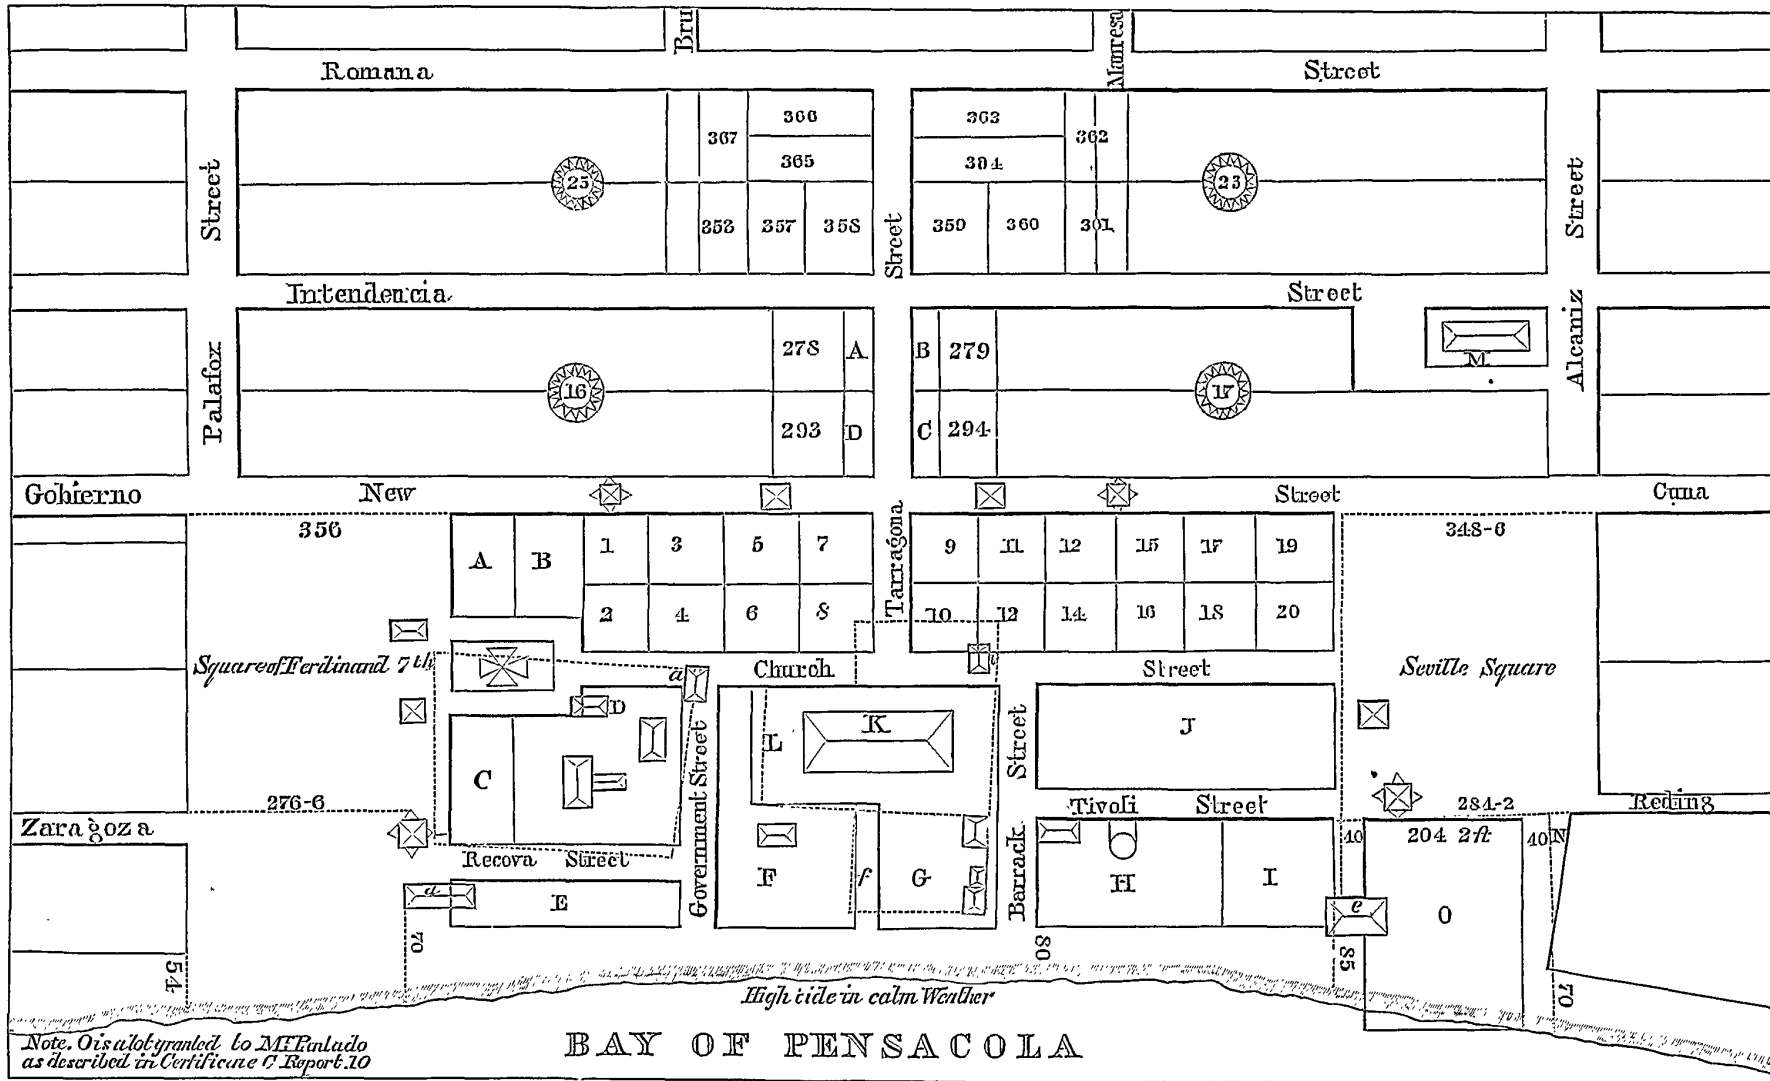 Bru
Manresa
Romana Street
366
363
367
362
365
364
Street
25
23
Street
353 357 358
Street
359 360 361
Intendencia Street
278 A
B 279
M
Palafox
16
17
Alcaniz
293 D
C 294
Gobierno New Street Cuna
356
348-6
Tarragona
A B 1 3 5 7
9 11 12 15 17 19
2 4 6 8
10 12 14 16 18 20
Square of Ferdinand 7th
Church Street
Seville Square
a
i
D
C
Government Street
L
K
Street
J
276-6
284-2
Tivoli Street
Reding
Zaragoza
Recova Street
Barrack
10
204 2ft
40
N
F
f
G
H
I
d
E
e
O
54
70
80
85
70
High tide in calm Weather
BAY OF PENSACOLA
Note. O is a lot granted to Mr
as described in Certificate C Report.10